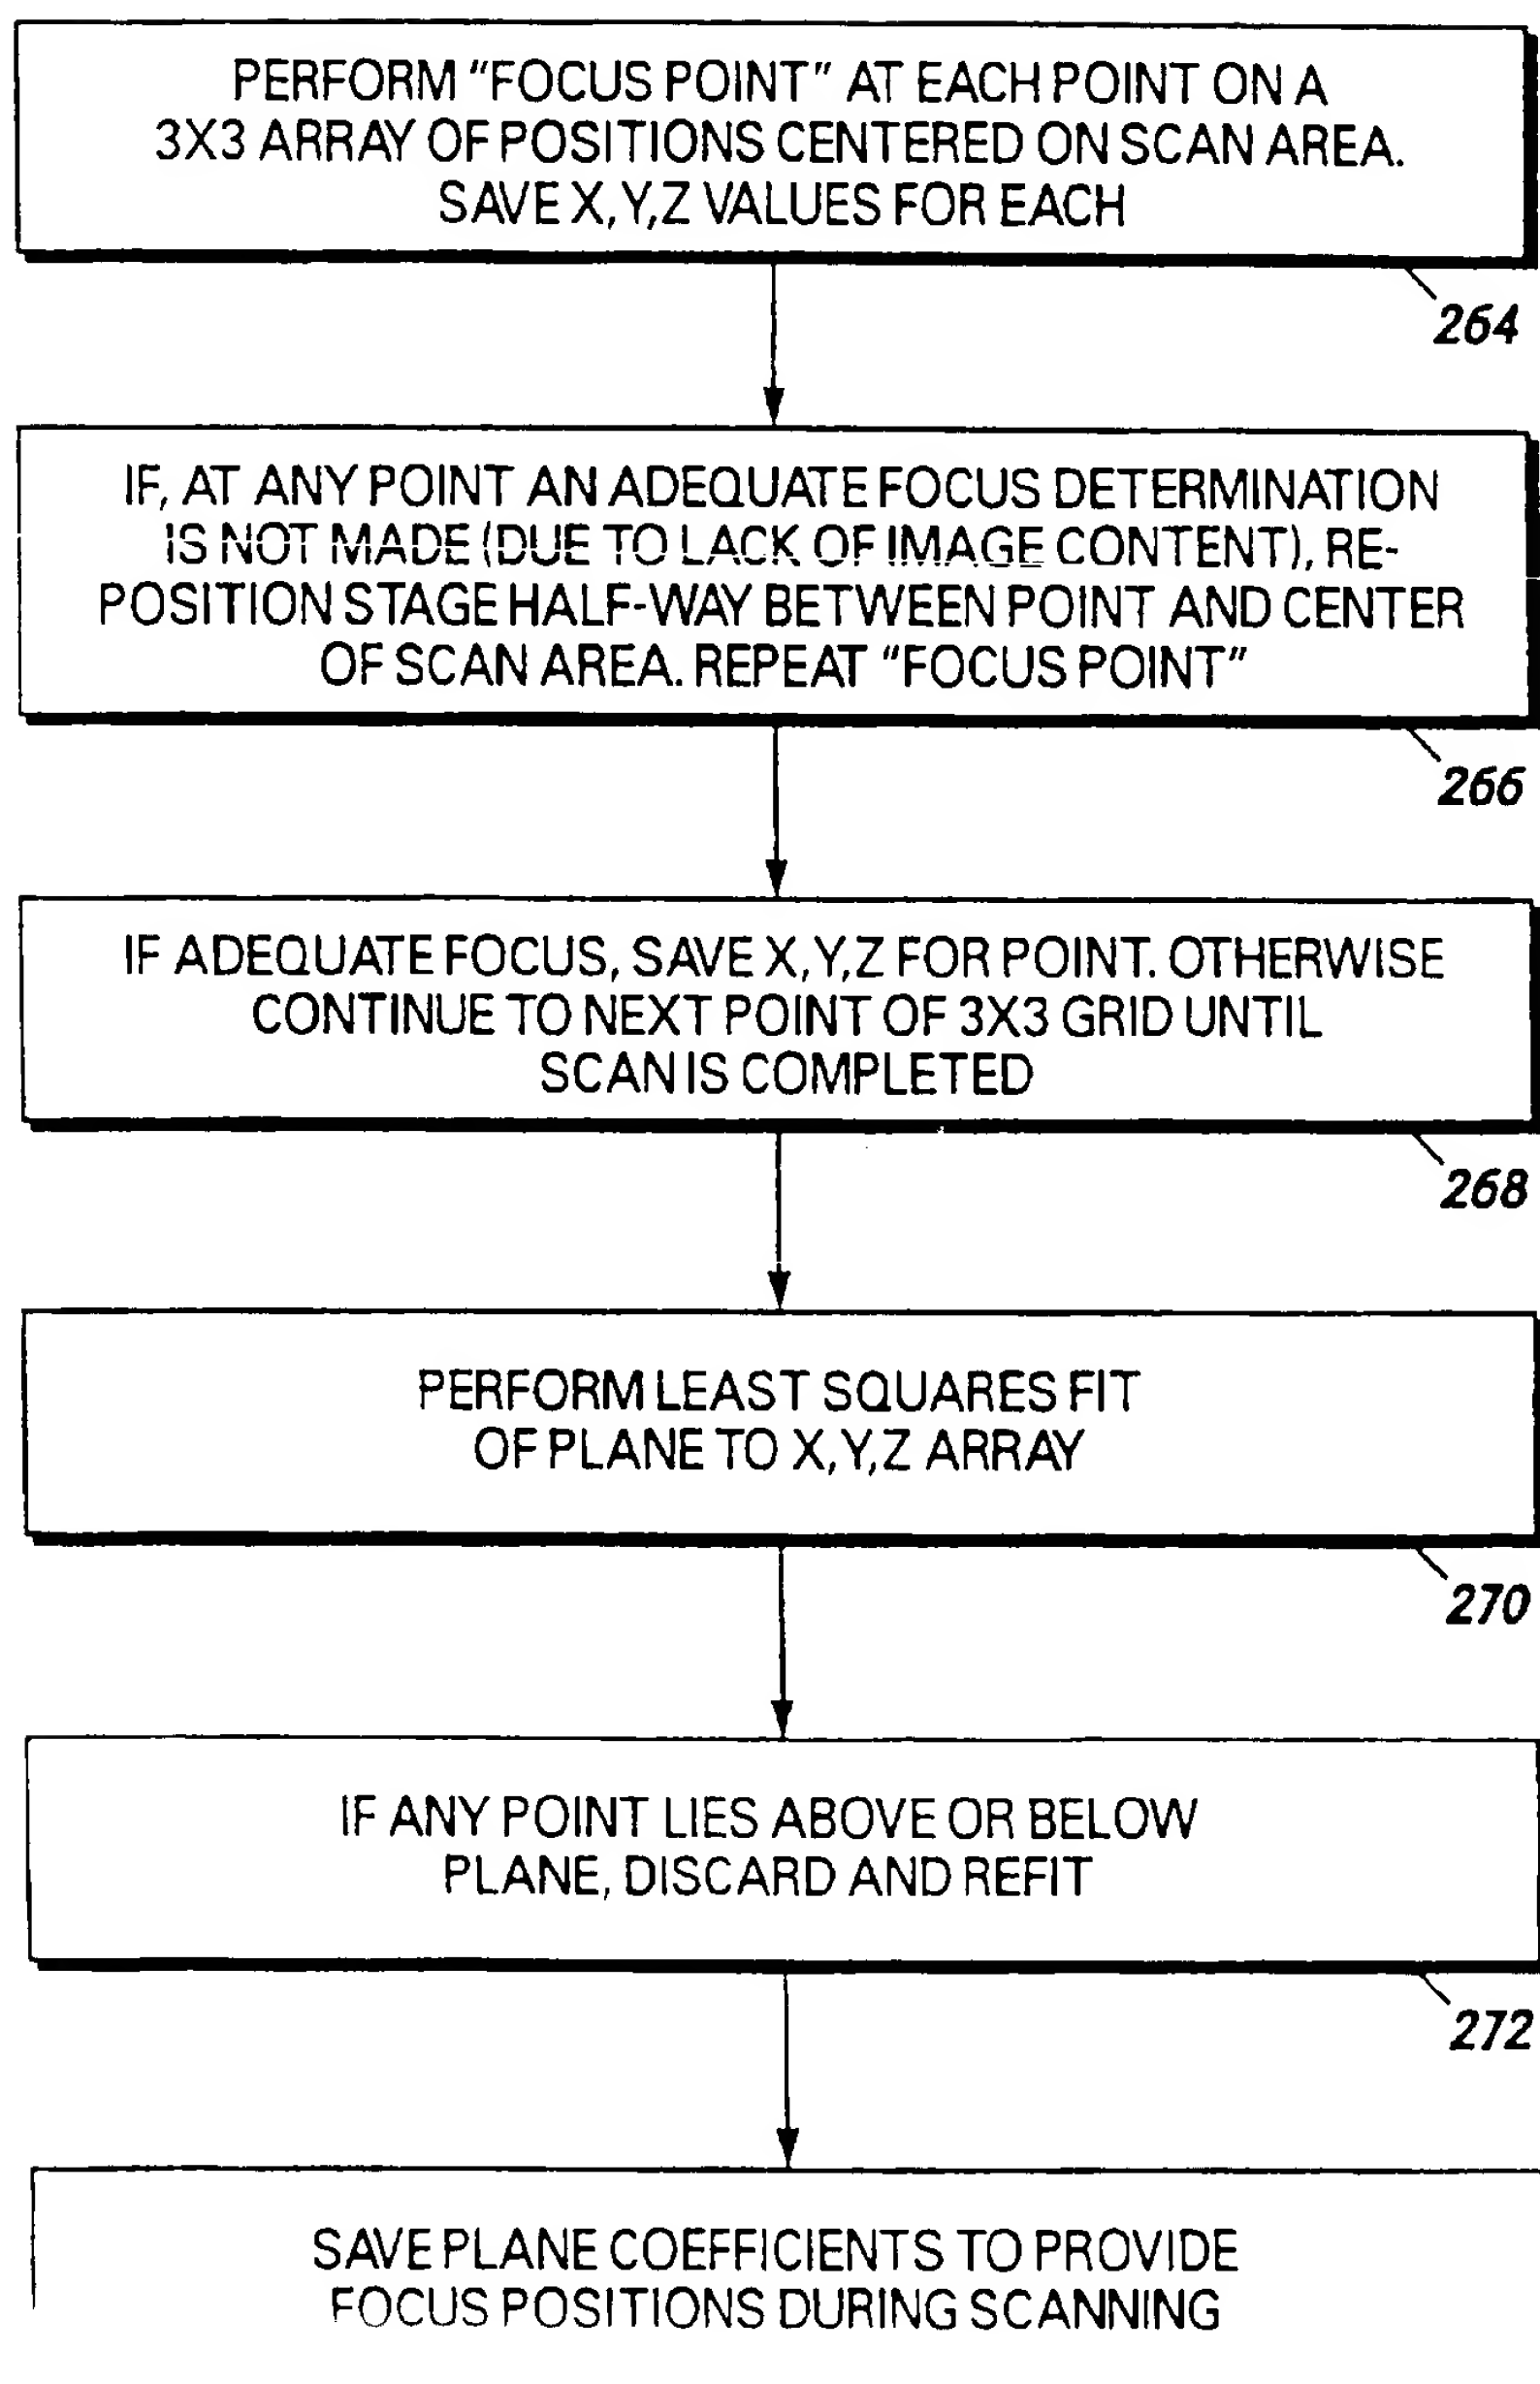 PERFORM "FOCUS POINT" AT EACH POINT ON A
3X3 ARRAY OF POSITIONS CENTERED ON SCAN AREA.
SAVE X,Y,Z VALUES FOR EACH
264
IF, AT ANY POINT AN ADEQUATE FOCUS DETERMINATION
IS NOT MADE (DUE TO LACK OF IMAGE CONTENT), RE-
POSITION STAGE HALF-WAY BETWEEN POINT AND CENTER
OF SCAN AREA. REPEAT "FOCUS POINT"
266
IF ADEQUATE FOCUS, SAVE X,Y,Z FOR POINT. OTHERWISE
CONTINUE TO NEXT POINT OF 3X3 GRID UNTIL
SCAN IS COMPLETED
268
PERFORM LEAST SQUARES FIT
OF PLANE TO X,Y,Z ARRAY
270
IF ANY POINT LIES ABOVE OR BELOW
PLANE, DISCARD AND REFIT
272
SAVE PLANE COEFFICIENTS TO PROVIDE
FOCUS POSITIONS DURING SCANNING